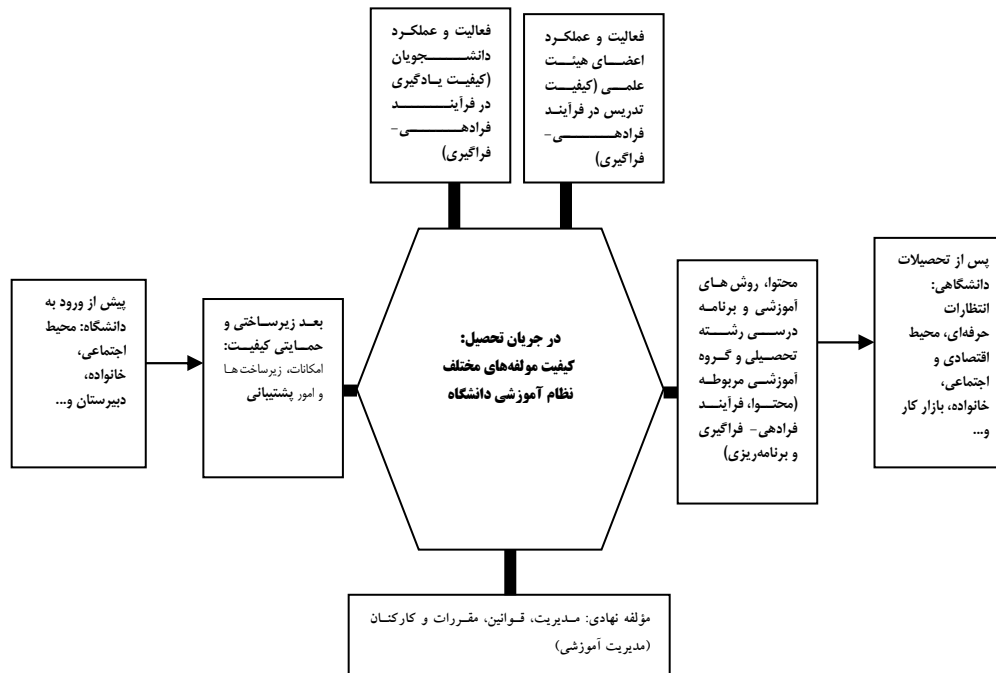 فعالیت و عملکرد
اعضای هیئت
علمی (کیفیت
تدریس در فرآیند
فرادهی-
فراگیری)
فعالیت و عملکرد
دانشجویان
(کیفیت یادگیری
در فرآیند
فرادهی-
فراگیری)
پس از تحصیلات
دانشگاهی:
انتظارات
حرفه‌ای، محیط
اقتصادی و
اجتماعی،
خانواده، بازار کار
و...
محتوا، روش‌های
آموزشی و برنامه
درسی رشته
تحصیلی و گروه
آموزشی مربوطه
(محتوا، فرآیند
فرادهی- فراگیری
و برنامه‌ریزی)
در جریان تحصیل:
کیفیت مولفه‌های مختلف
نظام آموزشی دانشگاه
بعد زیرساختی و
حمایتی کیفیت:
امکانات، زیرساخت‌ها
و امور پشتیبانی
پیش از ورود به
دانشگاه: محیط
اجتماعی،
خانواده،
دبیرستان و...
مؤلفه نهادی: مدیریت، قوانین، مقررات و کارکنان
(مدیریت آموزشی)